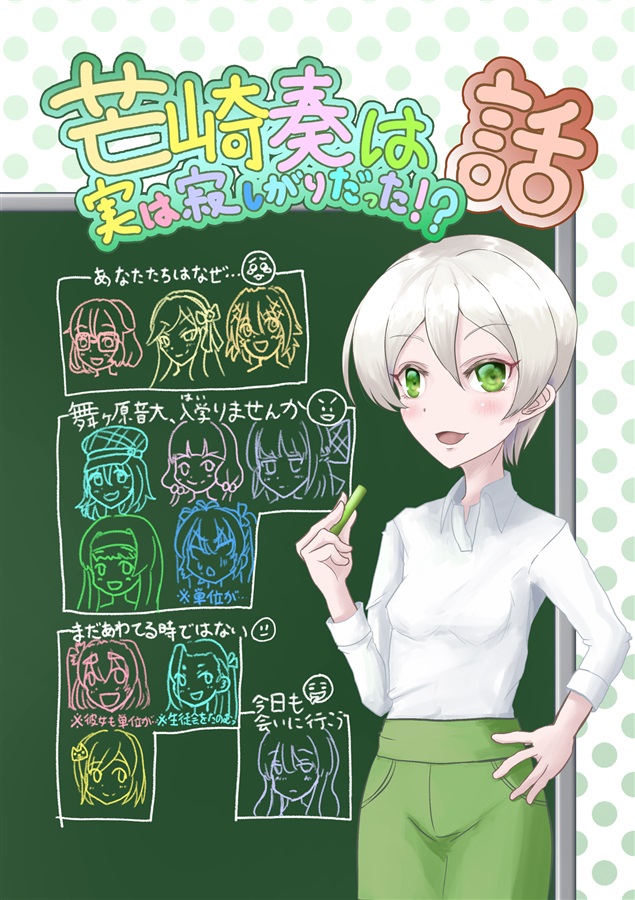 芒崎奏は
実は寂しがりだった!?
話
あなたたちはなぜ…
舞ヶ原音大、入学りませんか
はい
※単位が…
まだあわてる時ではない
※彼女も単位が…
※生徒会をたのむ
今日も
会いに行こう